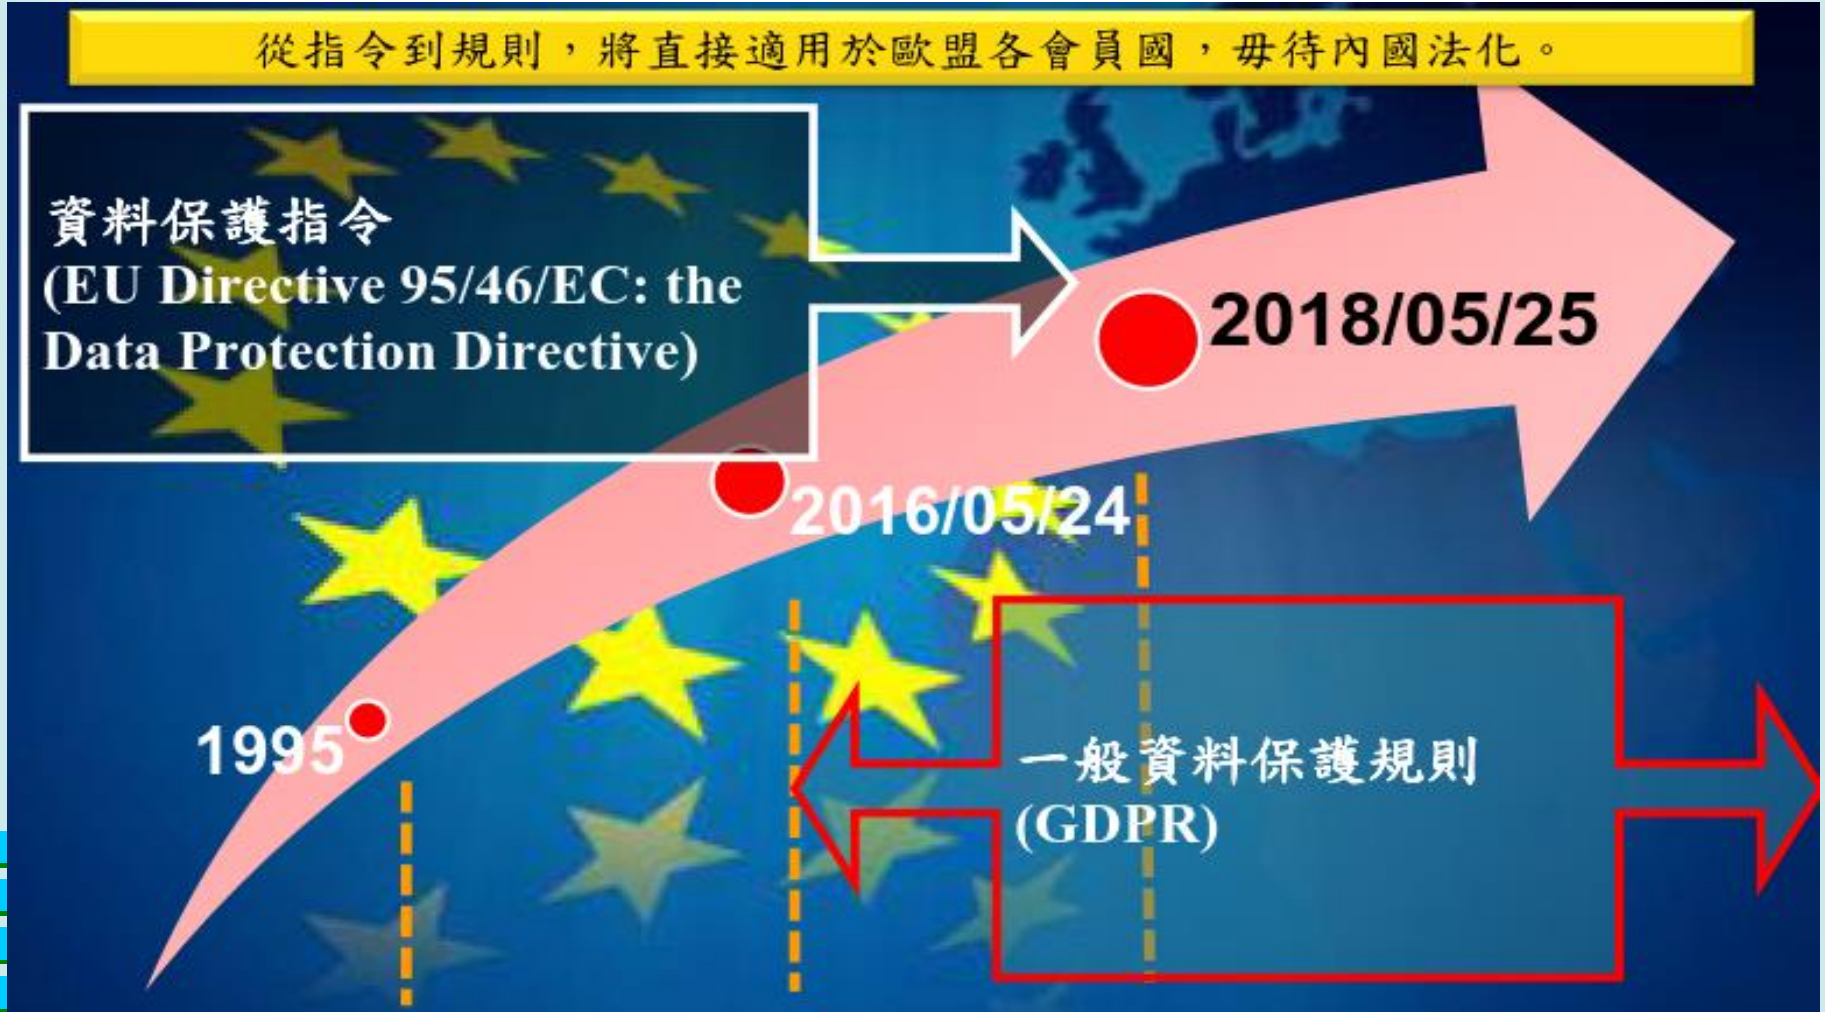 從指令到規則，將直接適用於歐盟各會員國，毋待內國法化。
資料保護指令
(EU Directive 95/46/EC: the
Data Protection Directive)
2018/05/25
2016/05/24
1995
一般資料保護規則
(GDPR)